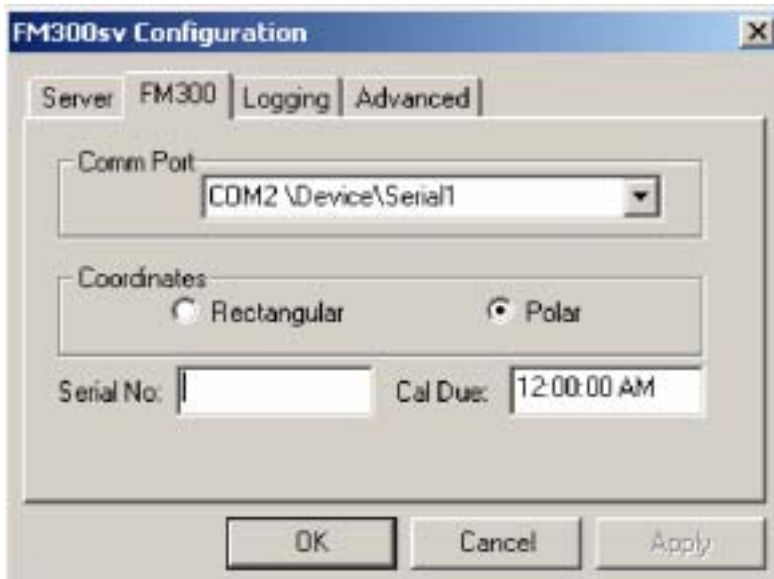 FM300sv Configuration
Server FM300 Logging Advanced
Comm Port
COM2 \Device\Serial1
Coordinates
Rectangular Polar
Serial No: Cal Due: 12:00:00 AM
OK Cancel Apply